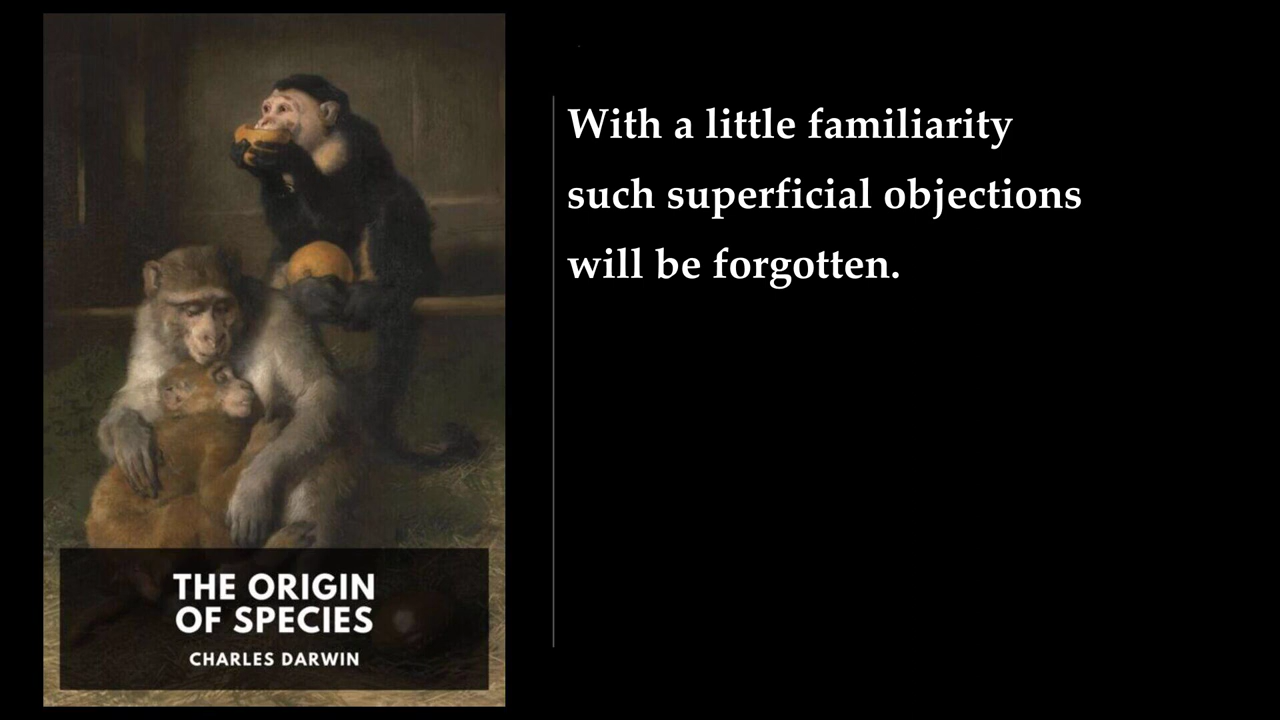 THE ORIGIN
OF SPECIES
CHARLES DARWIN
With a little familiarity
such superficial objections
will be forgotten.